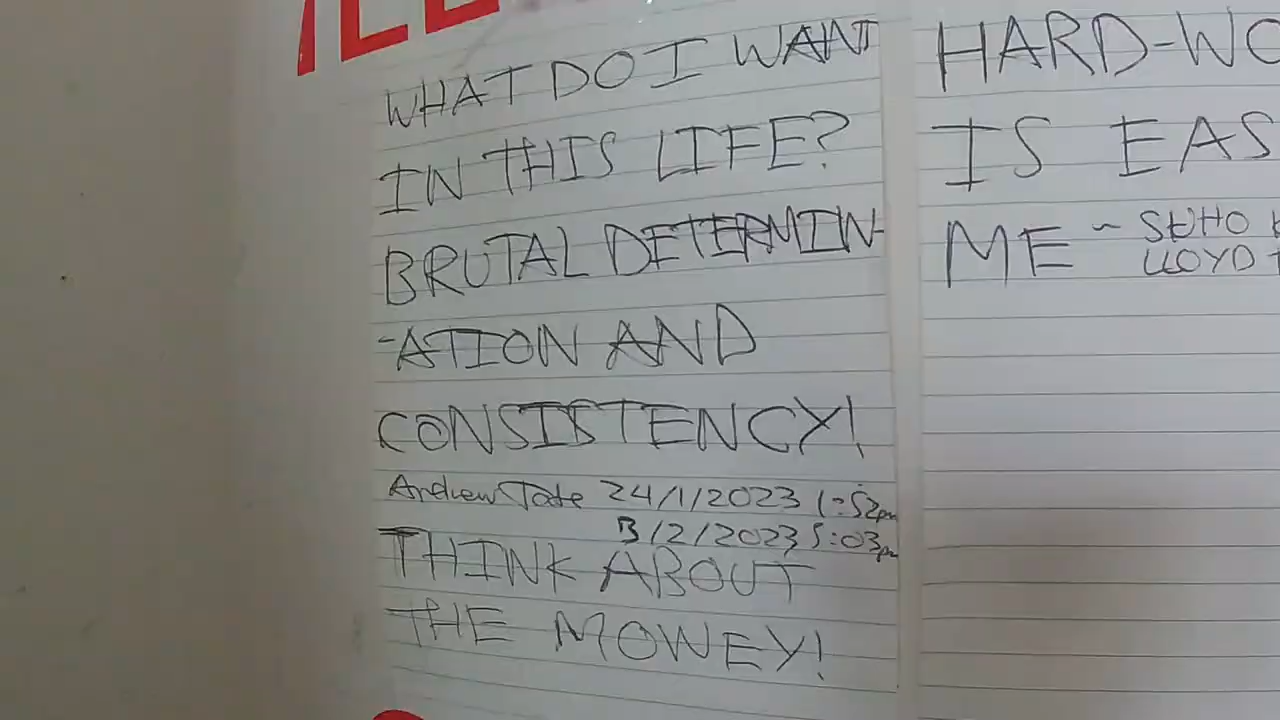 WHAT DO I WANT
IN THIS LIFE?
BRUTAL DETERMIN-
-ATION AND
CONSISTENCY!
Andrew Tate 24/1/2023 1:52pm
3/2/2023 5:03pm
THINK ABOUT
THE MONEY!
HARD-WO
IS EAS
ME ~
LLOYD